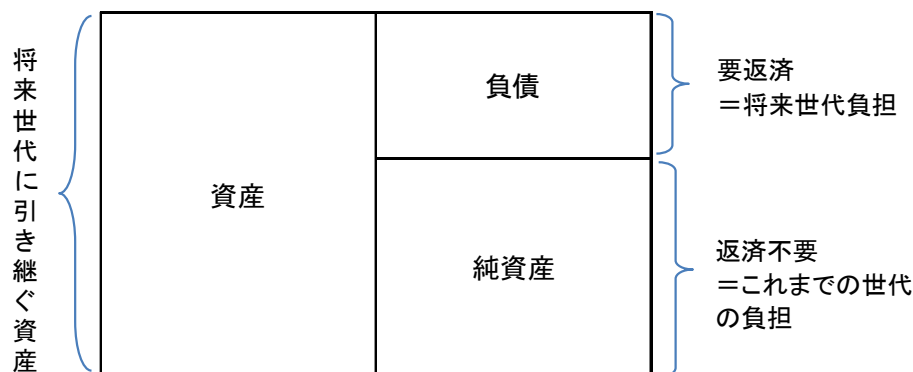 将来世代に引き継ぐ資産
資産
負債
純資産
要返済
＝将来世代負担
返済不要
＝これまでの世代
の負担